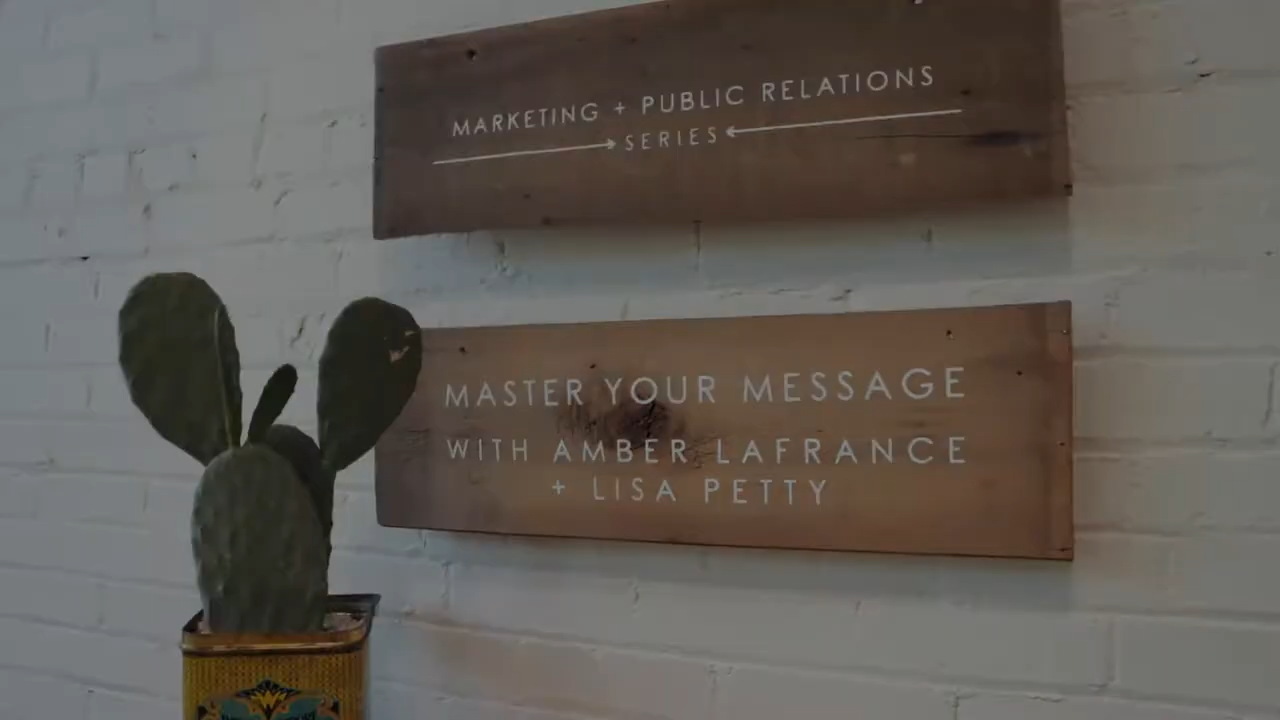 MARKETING + PUBLIC RELATIONS
SERIES
MASTER YOUR MESSAGE
WITH AMBER LAFRANCE
+ LISA PETTY